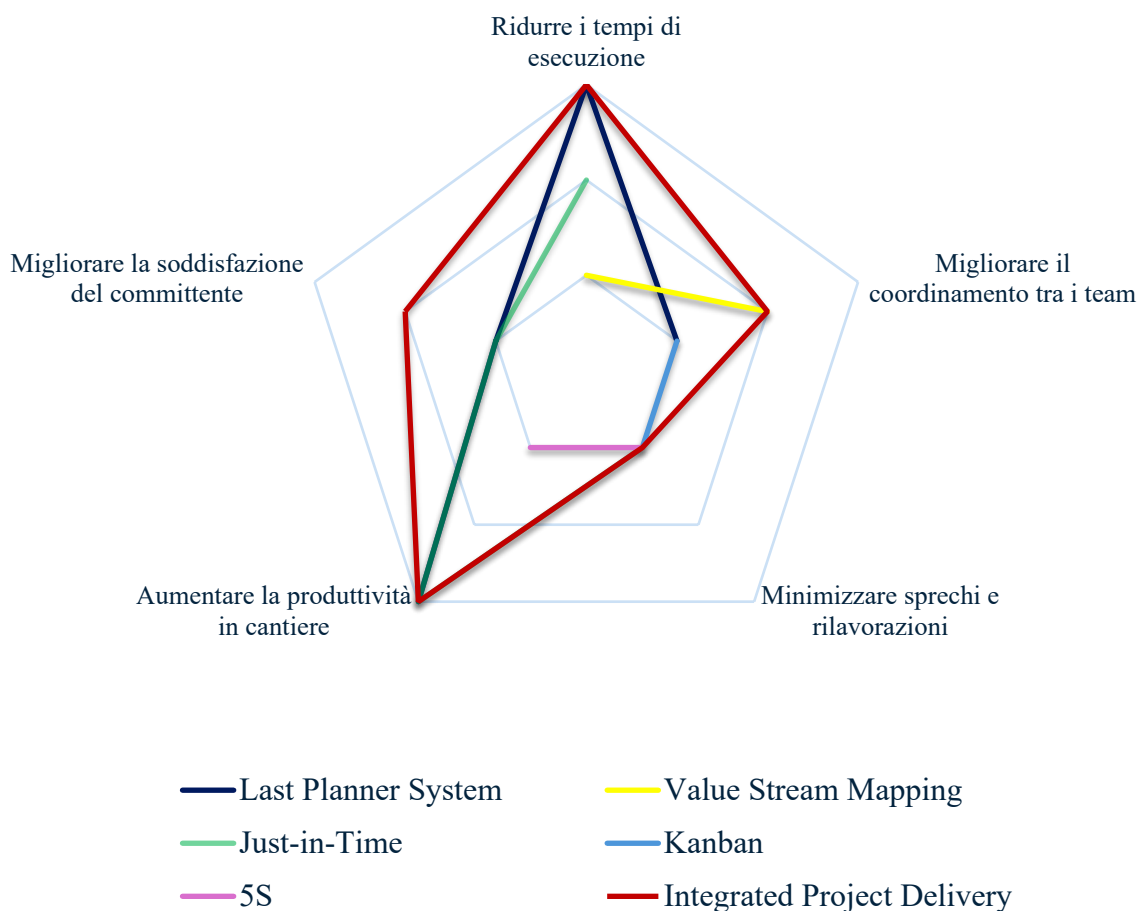 Ridurre i tempi di
esecuzione
Migliorare la soddisfazione
del committente
Migliorare il
coordinamento tra i team
Aumentare la produttività
in cantiere
Minimizzare sprechi e
rilavorazioni
Last Planner System
Value Stream Mapping
Just-in-Time
Kanban
5S
Integrated Project Delivery